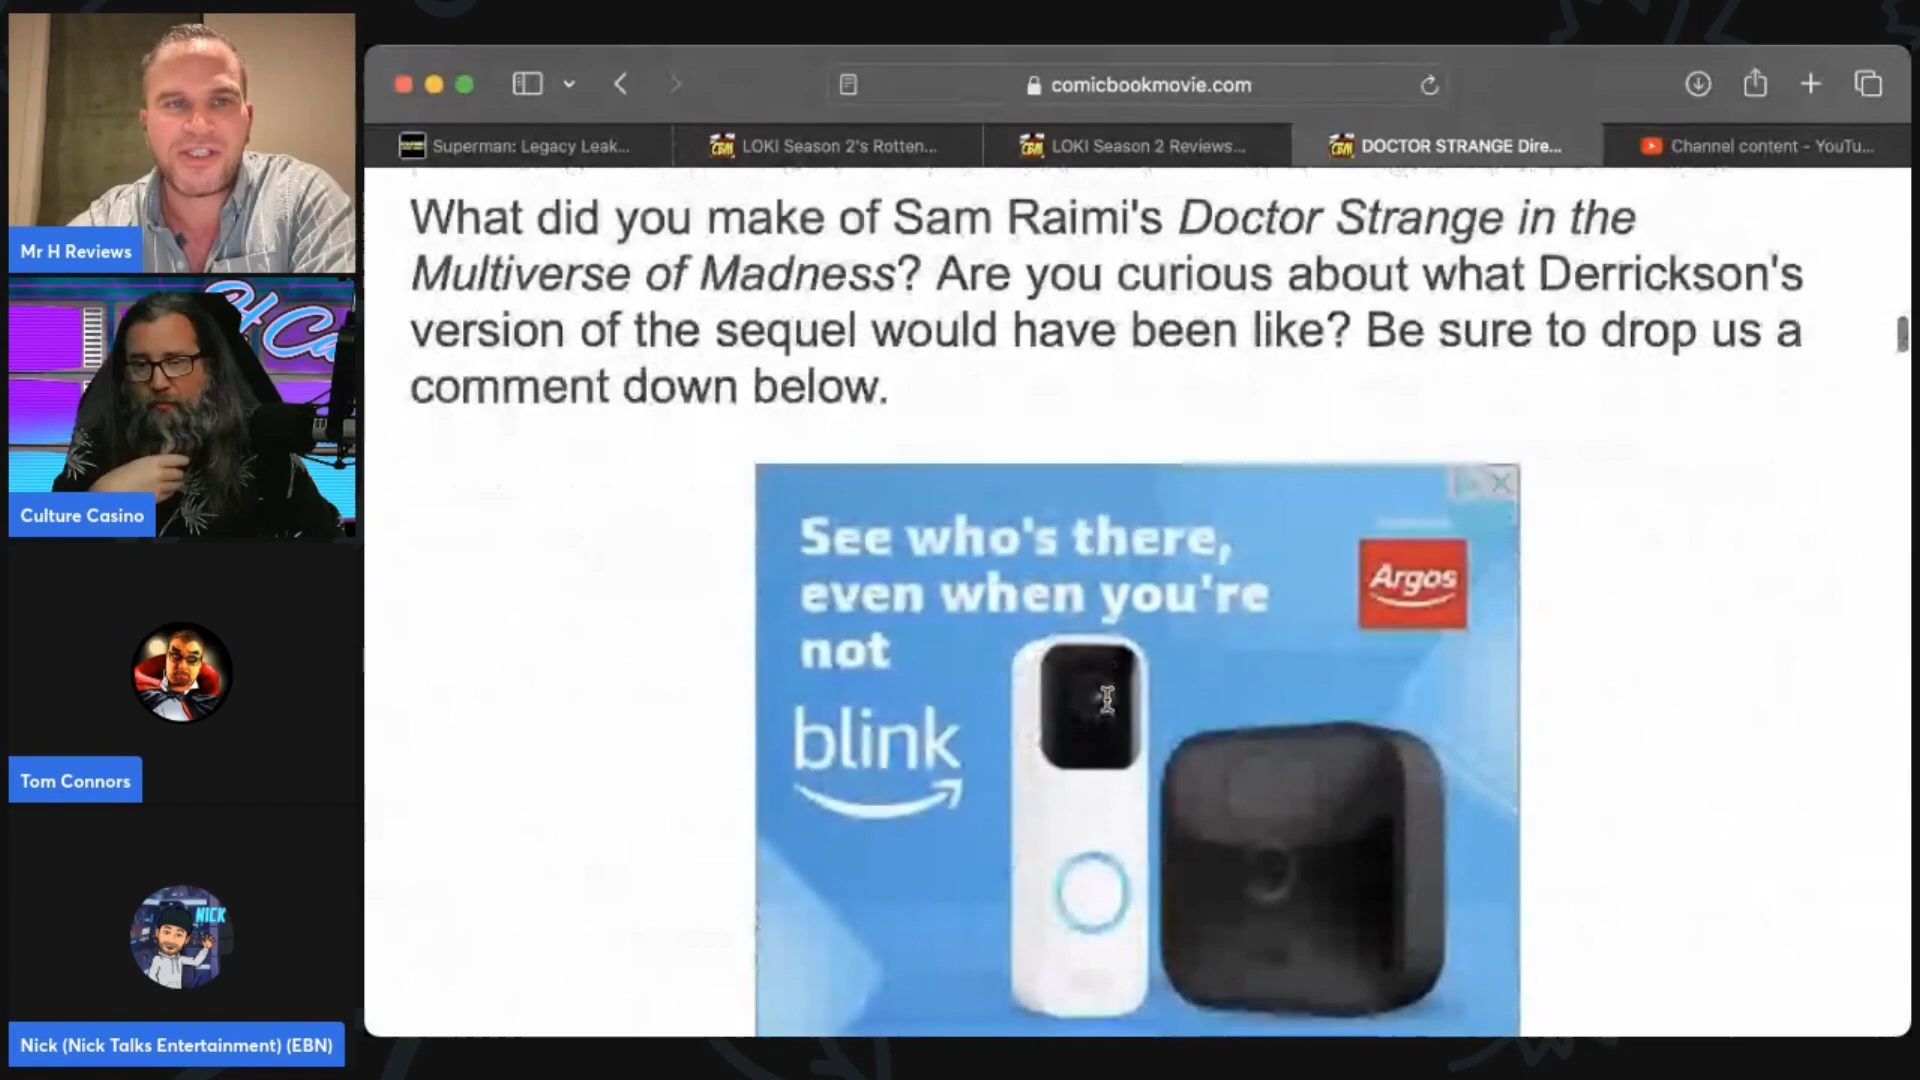 Mr H Reviews
Culture Casino
Tom Connors
NICK
Nick (Nick Talks Entertainment) (EBN)
comicbookmovie.com
Superman: Legacy Leak...
CBM
LOKI Season 2's Rotten...
CBM
LOKI Season 2 Reviews...
CBM
DOCTOR STRANGE Dire...
Channel content - YouTu...
What did you make of Sam Raimi's Doctor Strange in the
Multiverse of Madness? Are you curious about what Derrickson's
version of the sequel would have been like? Be sure to drop us a
comment down below.
See who's there,
even when you're
not
Argos
blink